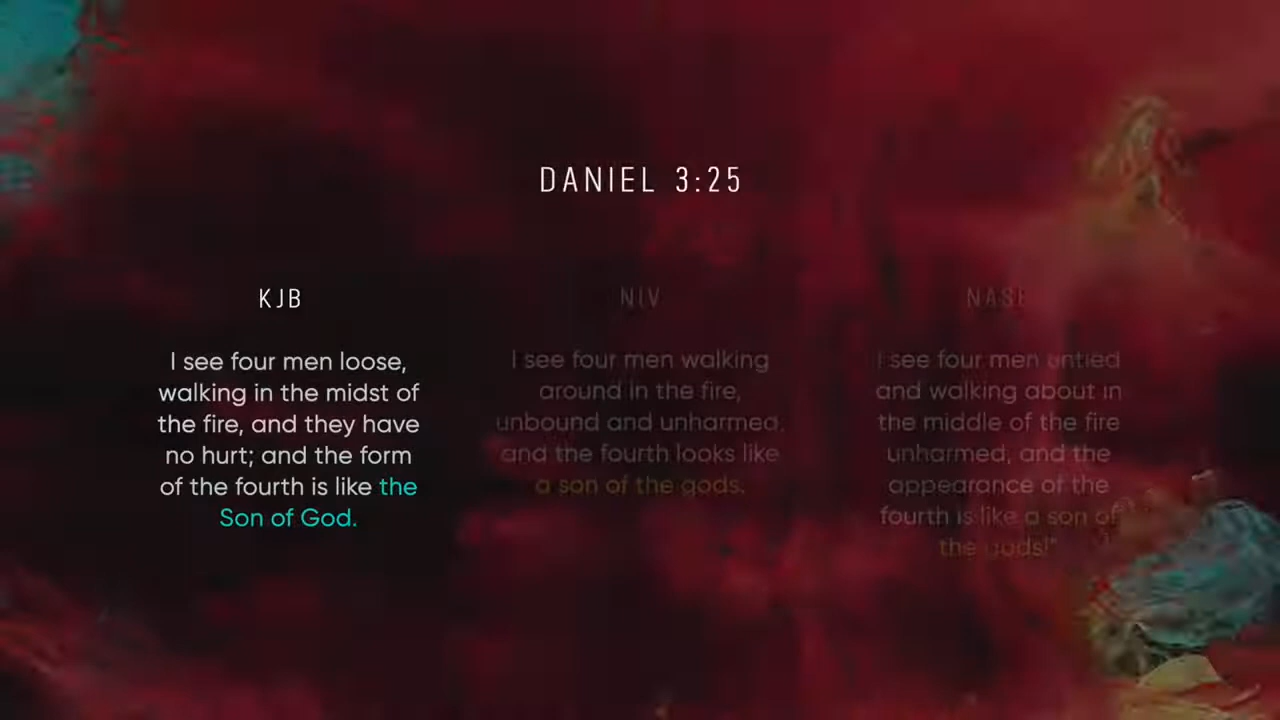 DANIEL 3:25
KJB
I see four men loose,
walking in the midst of
the fire, and they have
no hurt; and the form
of the fourth is like the
Son of God.
NIV
I see four men walking
around in the fire,
unbound and unharmed,
and the fourth looks like
a son of the gods.
NASB
I see four men untied
and walking about in
the middle of the fire
unharmed, and the
appearance of the
fourth is like a son of
the gods!"